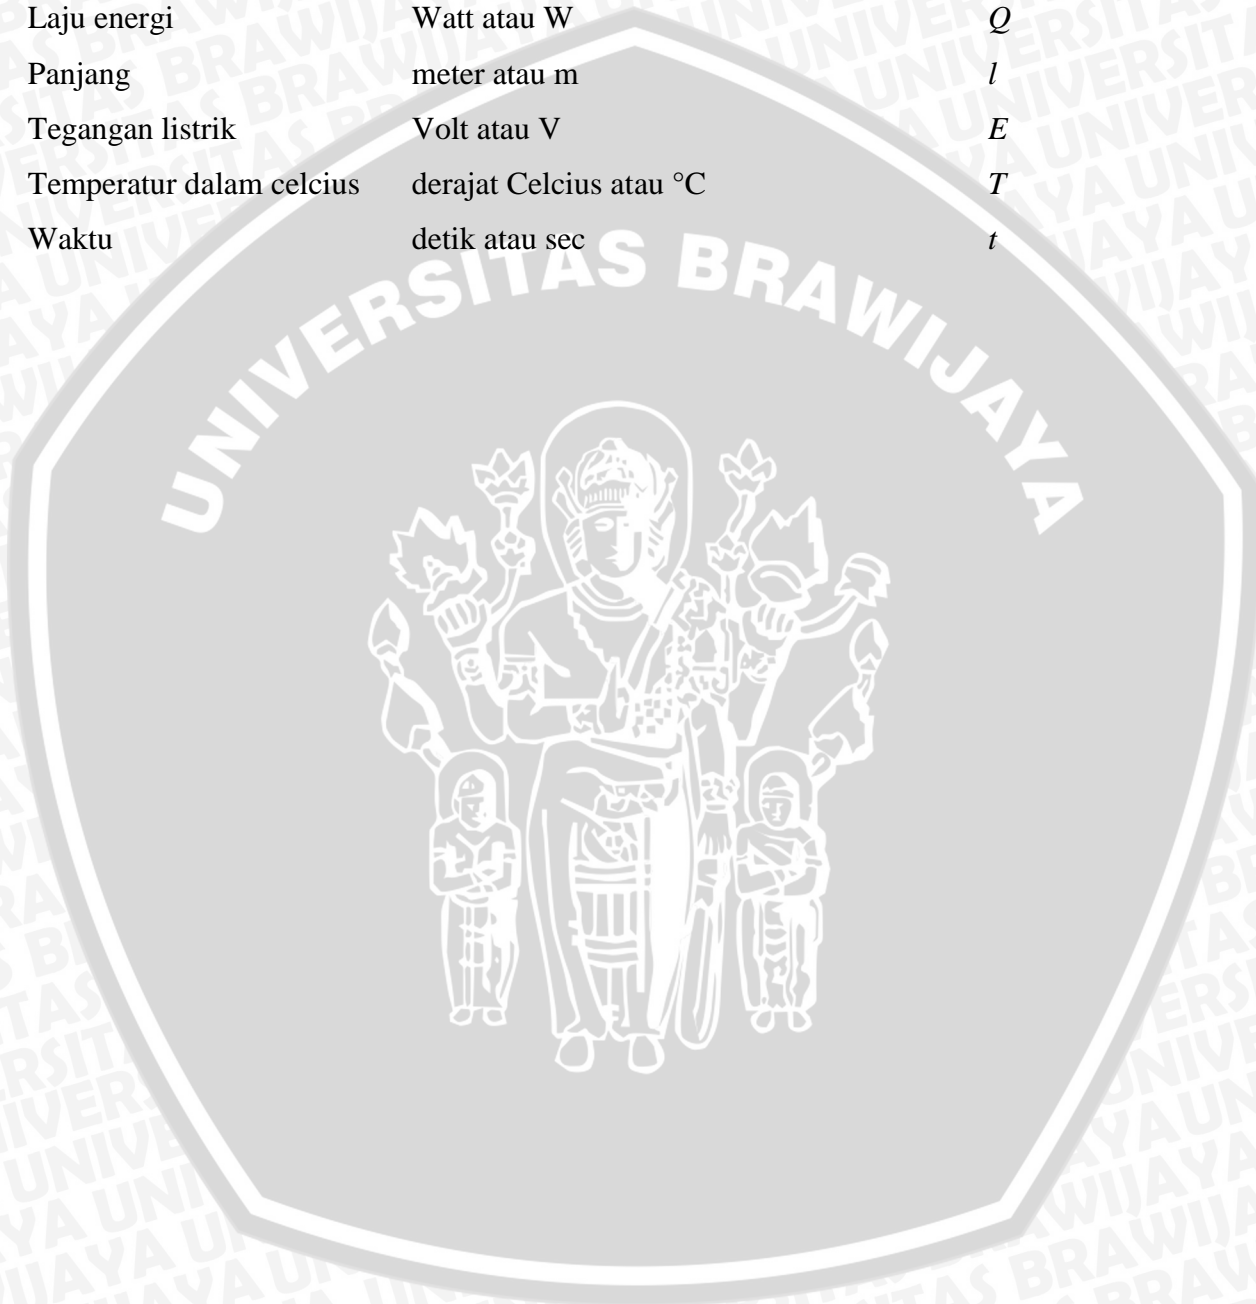 Laju energi Watt atau W Q
Panjang meter atau m l
Tegangan listrik Volt atau V E
Temperatur dalam celcius derajat Celcius atau °C T
Waktu detik atau sec t
UNIVERSITAS BRAWIJAYA